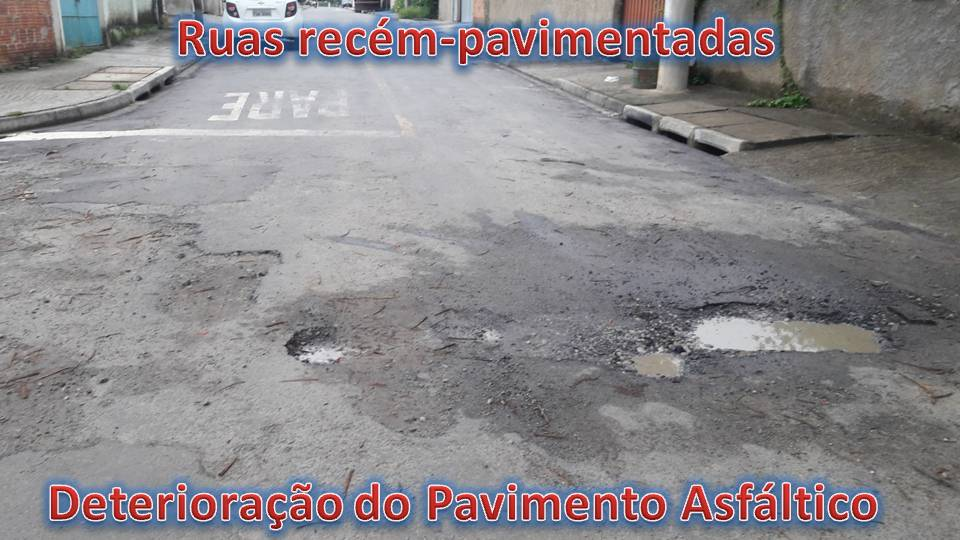 Ruas recém-pavimentadas
PARE
Deterioração do Pavimento Asfáltico